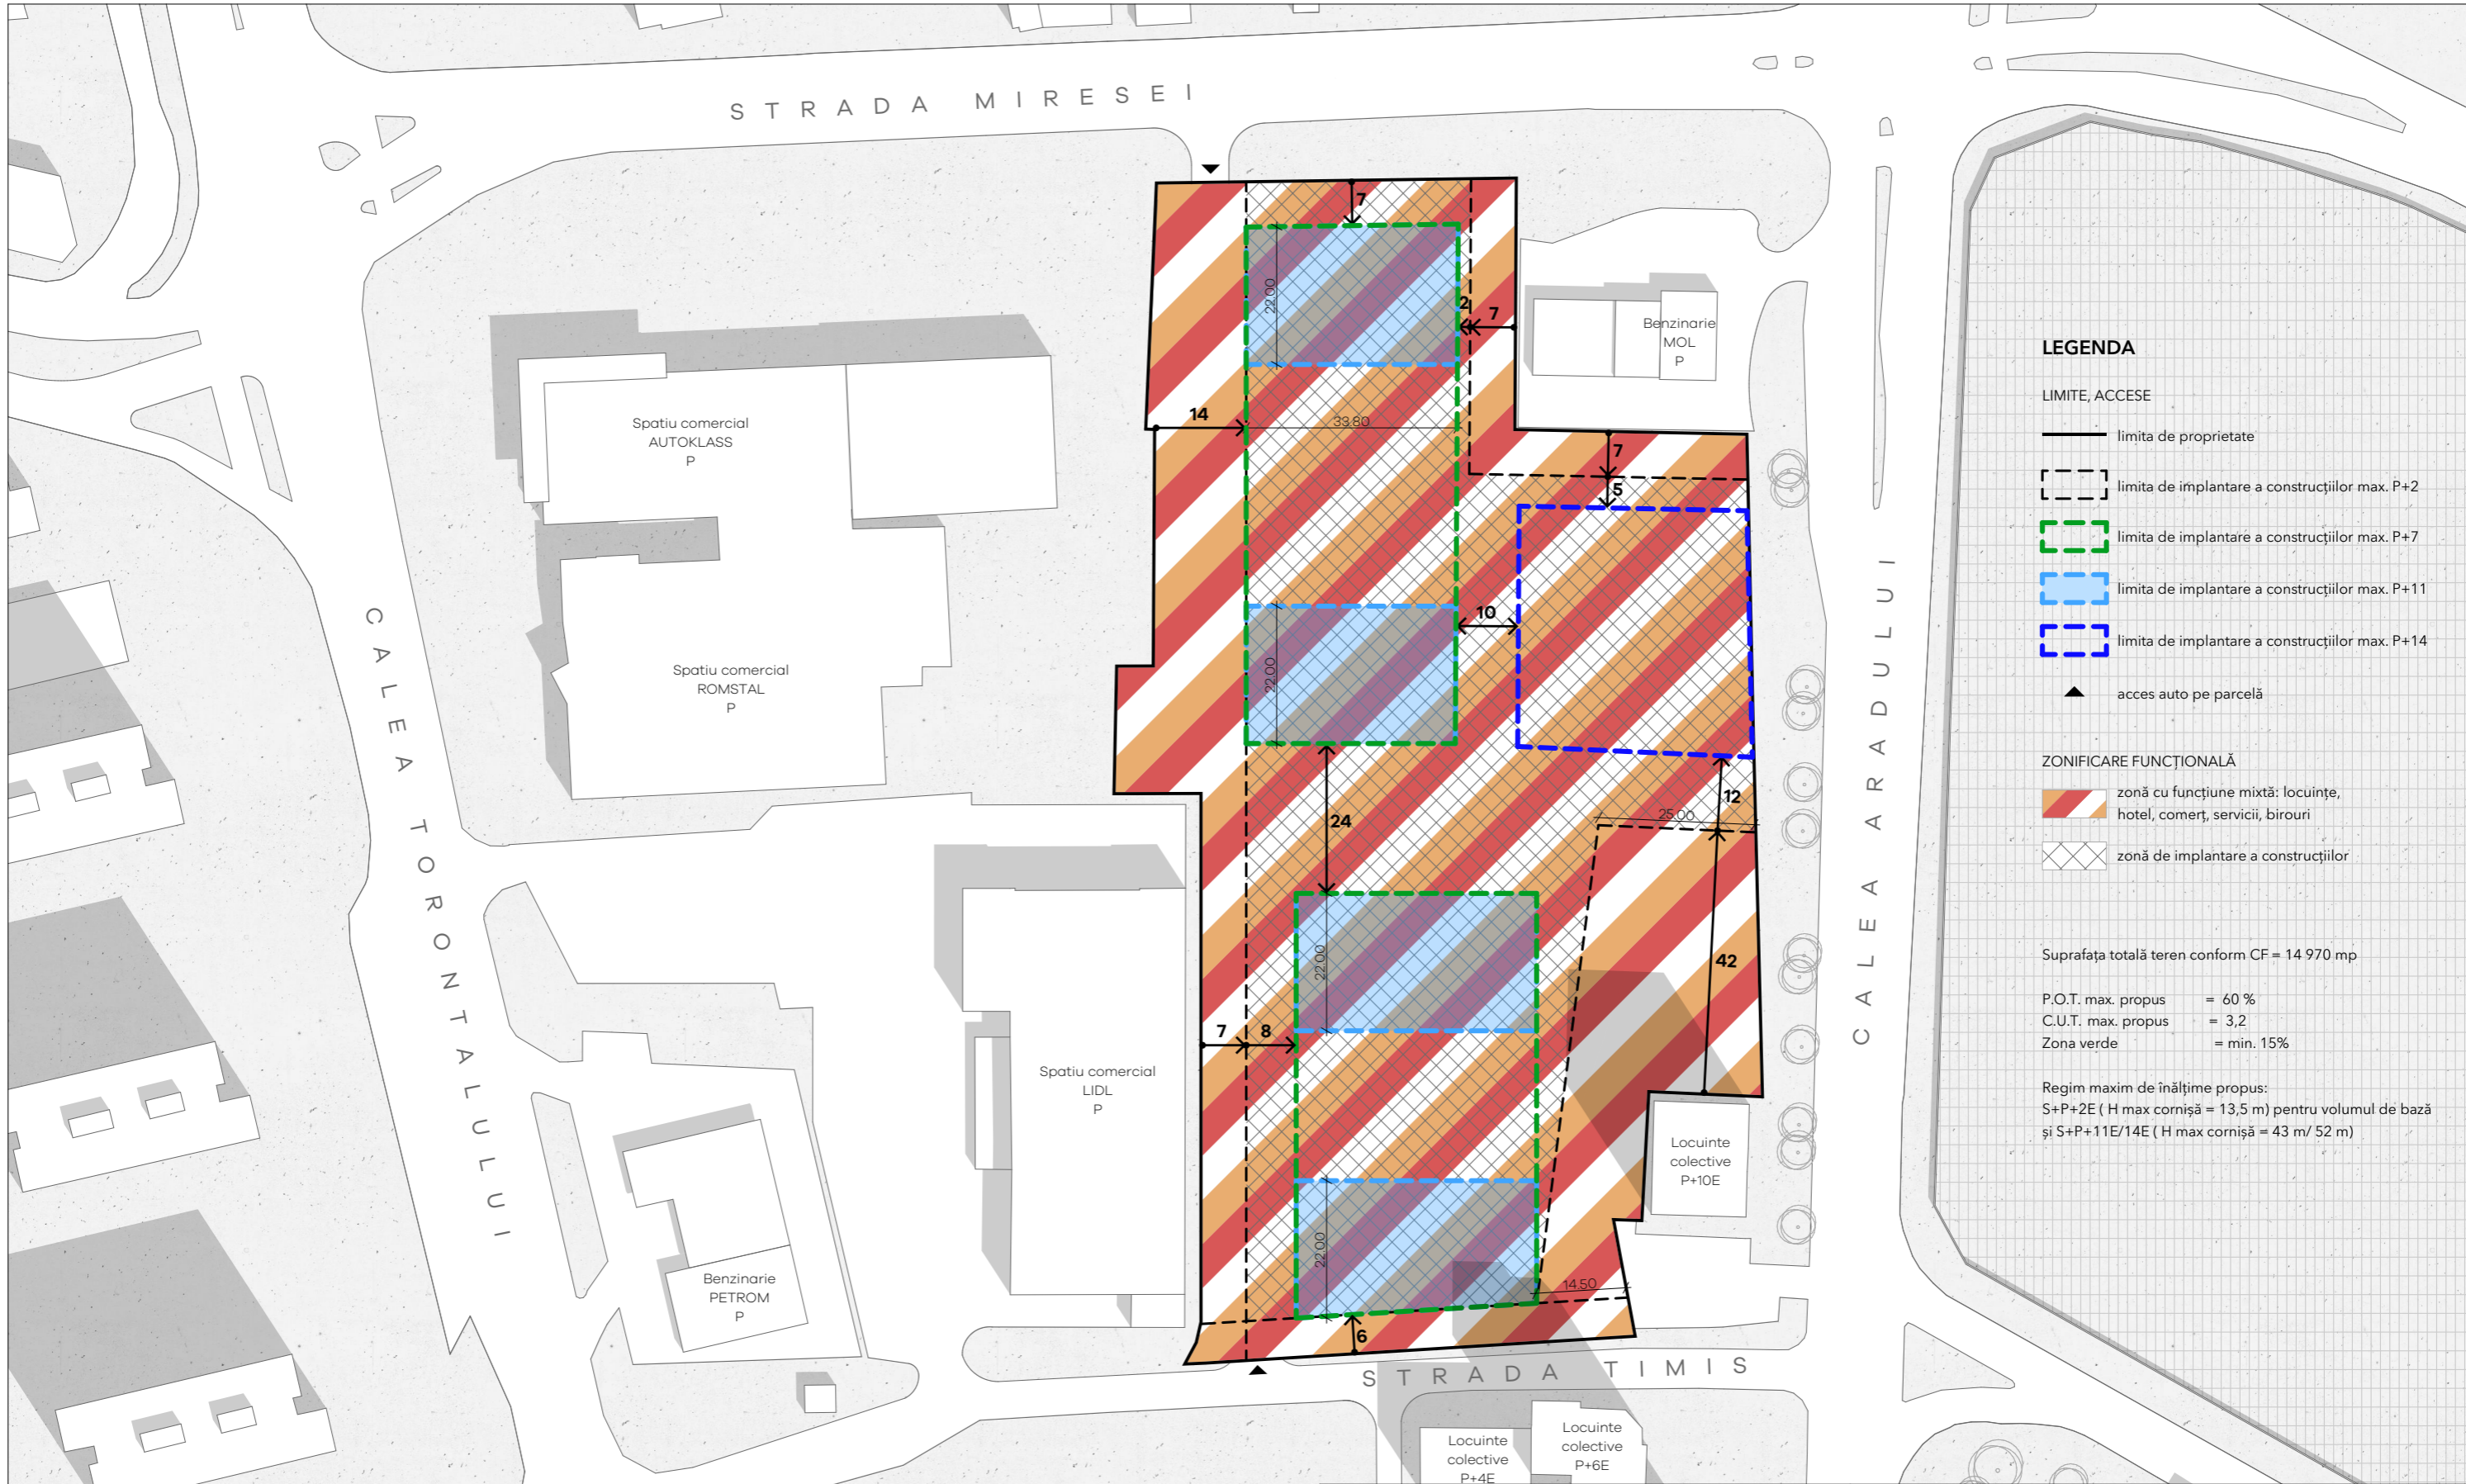 STRADA MIRESEI
7
22.00
2
7
Benzinarie
MOL
P
14
33.80
Spatiu comercial
AUTOKLASS
P
7
5
10
22.00
Spatiu comercial
ROMSTAL
P
CALEA TORONTALULUI
CALEA ARADULUI
24
12
25.00
22.00
42
7
8
Spatiu comercial
LIDL
P
Locuinte
colective
P+10E
22.00
14.50
6
Benzinarie
PETROM
P
STRADA TIMIS
Locuinte
colective
P+4E
Locuinte
colective
P+6E
LEGENDA
LIMITE, ACCESE
limita de proprietate
limita de implantare a construcțiilor max. P+2
limita de implantare a construcțiilor max. P+7
limita de implantare a construcțiilor max. P+11
limita de implantare a construcțiilor max. P+14
acces auto pe parcelă
ZONIFICARE FUNCȚIONALĂ
zonă cu funcțiune mixtă: locuințe,
hotel, comerț, servicii, birouri
zonă de implantare a construcțiilor
Suprafața totală teren conform CF = 14 970 mp
P.O.T. max. propus = 60 %
C.U.T. max. propus = 3,2
Zona verde = min. 15%
Regim maxim de înălțime propus:
S+P+2E ( H max cornișă = 13,5 m) pentru volumul de bază
și S+P+11E/14E ( H max cornișă = 43 m/ 52 m)